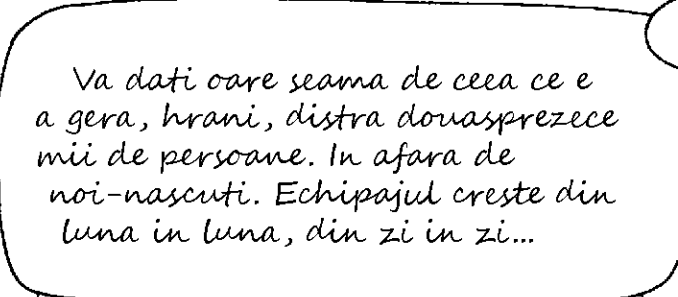 Va dati oare seama de ceea ce e
a gera, hrani, distra douasprezece
mii de persoane. In afara de
noi-nascuti. Echipajul creste din
luna in luna, din zi in zi...